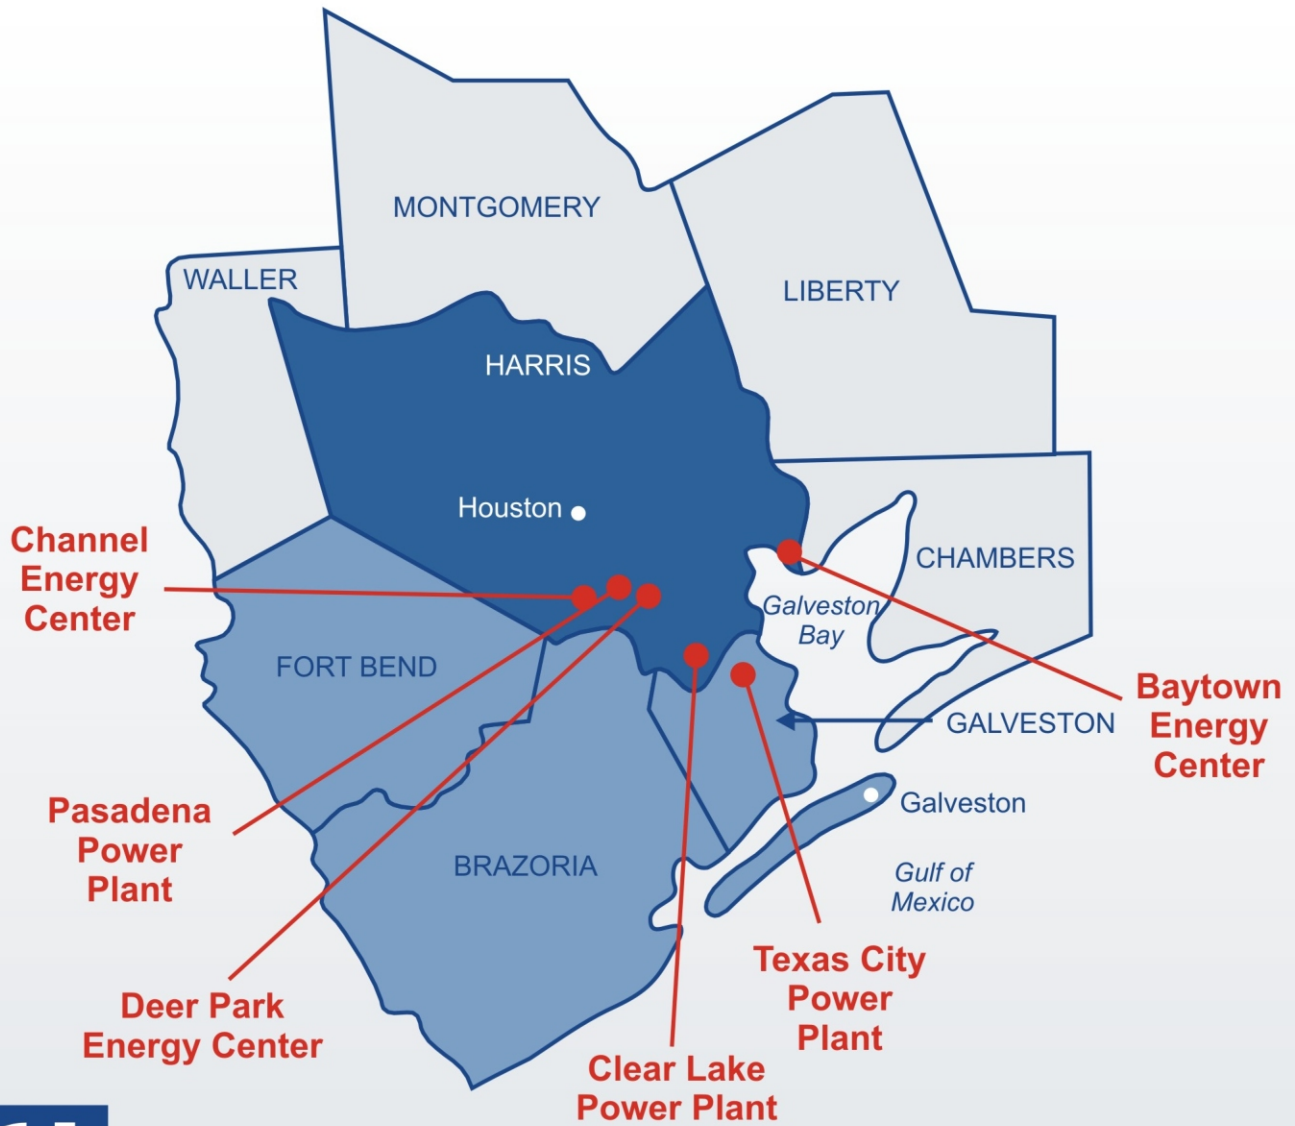 MONTGOMERY
WALLER
LIBERTY
HARRIS
Houston
Channel
Energy
Center
CHAMBERS
Galveston
Bay
FORT BEND
Baytown
Energy
Center
GALVESTON
Pasadena
Power
Plant
Galveston
BRAZORIA
Gulf of
Mexico
Texas City
Power
Plant
Deer Park
Energy Center
Clear Lake
Power Plant